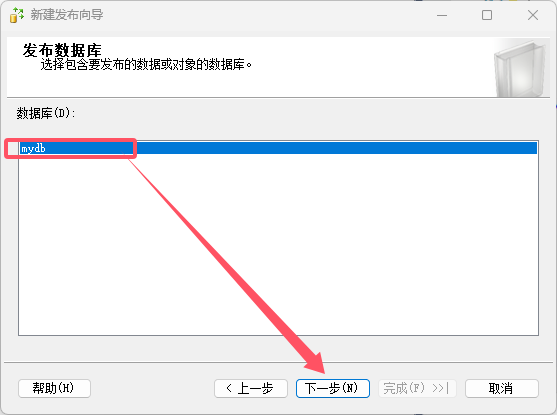 新建发布向导
发布数据库
选择包含要发布的数据或对象的数据库。
数据库(D):
mydb
帮助(H)
< 上一步
下一步(N)
完成(F) >>|
取消